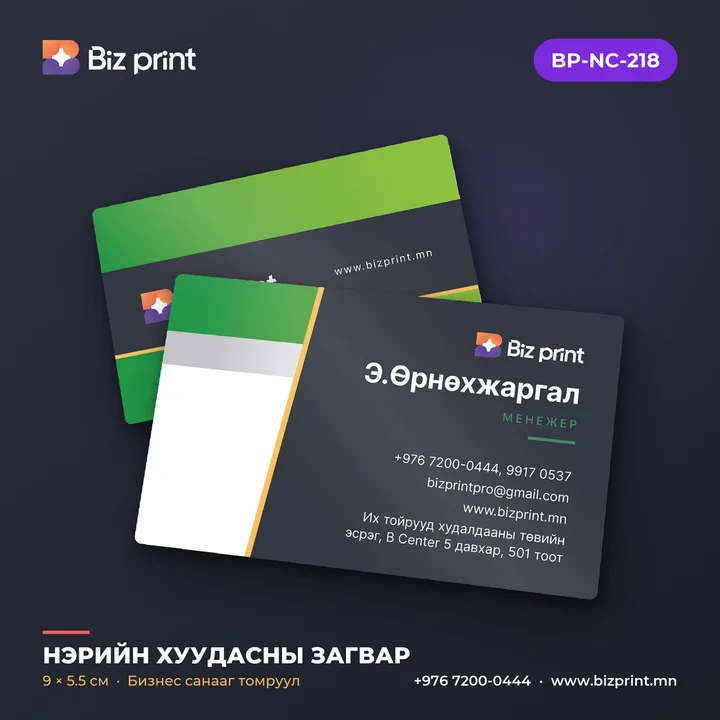 Biz print
BP-NC-218
www.bizprint.mn
Biz print
Э.Өрнөхжаргал
МЕНЕЖЕР
+976 7200-0444, 9917 0537
bizprintpro@gmail.com
www.bizprint.mn
Их тойрууд худалдааны төвийн
эсрэг, B Center 5 давхар, 501 тоот
НЭРИЙН ХУУДАСНЫ ЗАГВАР
9 × 5.5 см · Бизнес санааг томруул
+976 7200-0444 · www.bizprint.mn